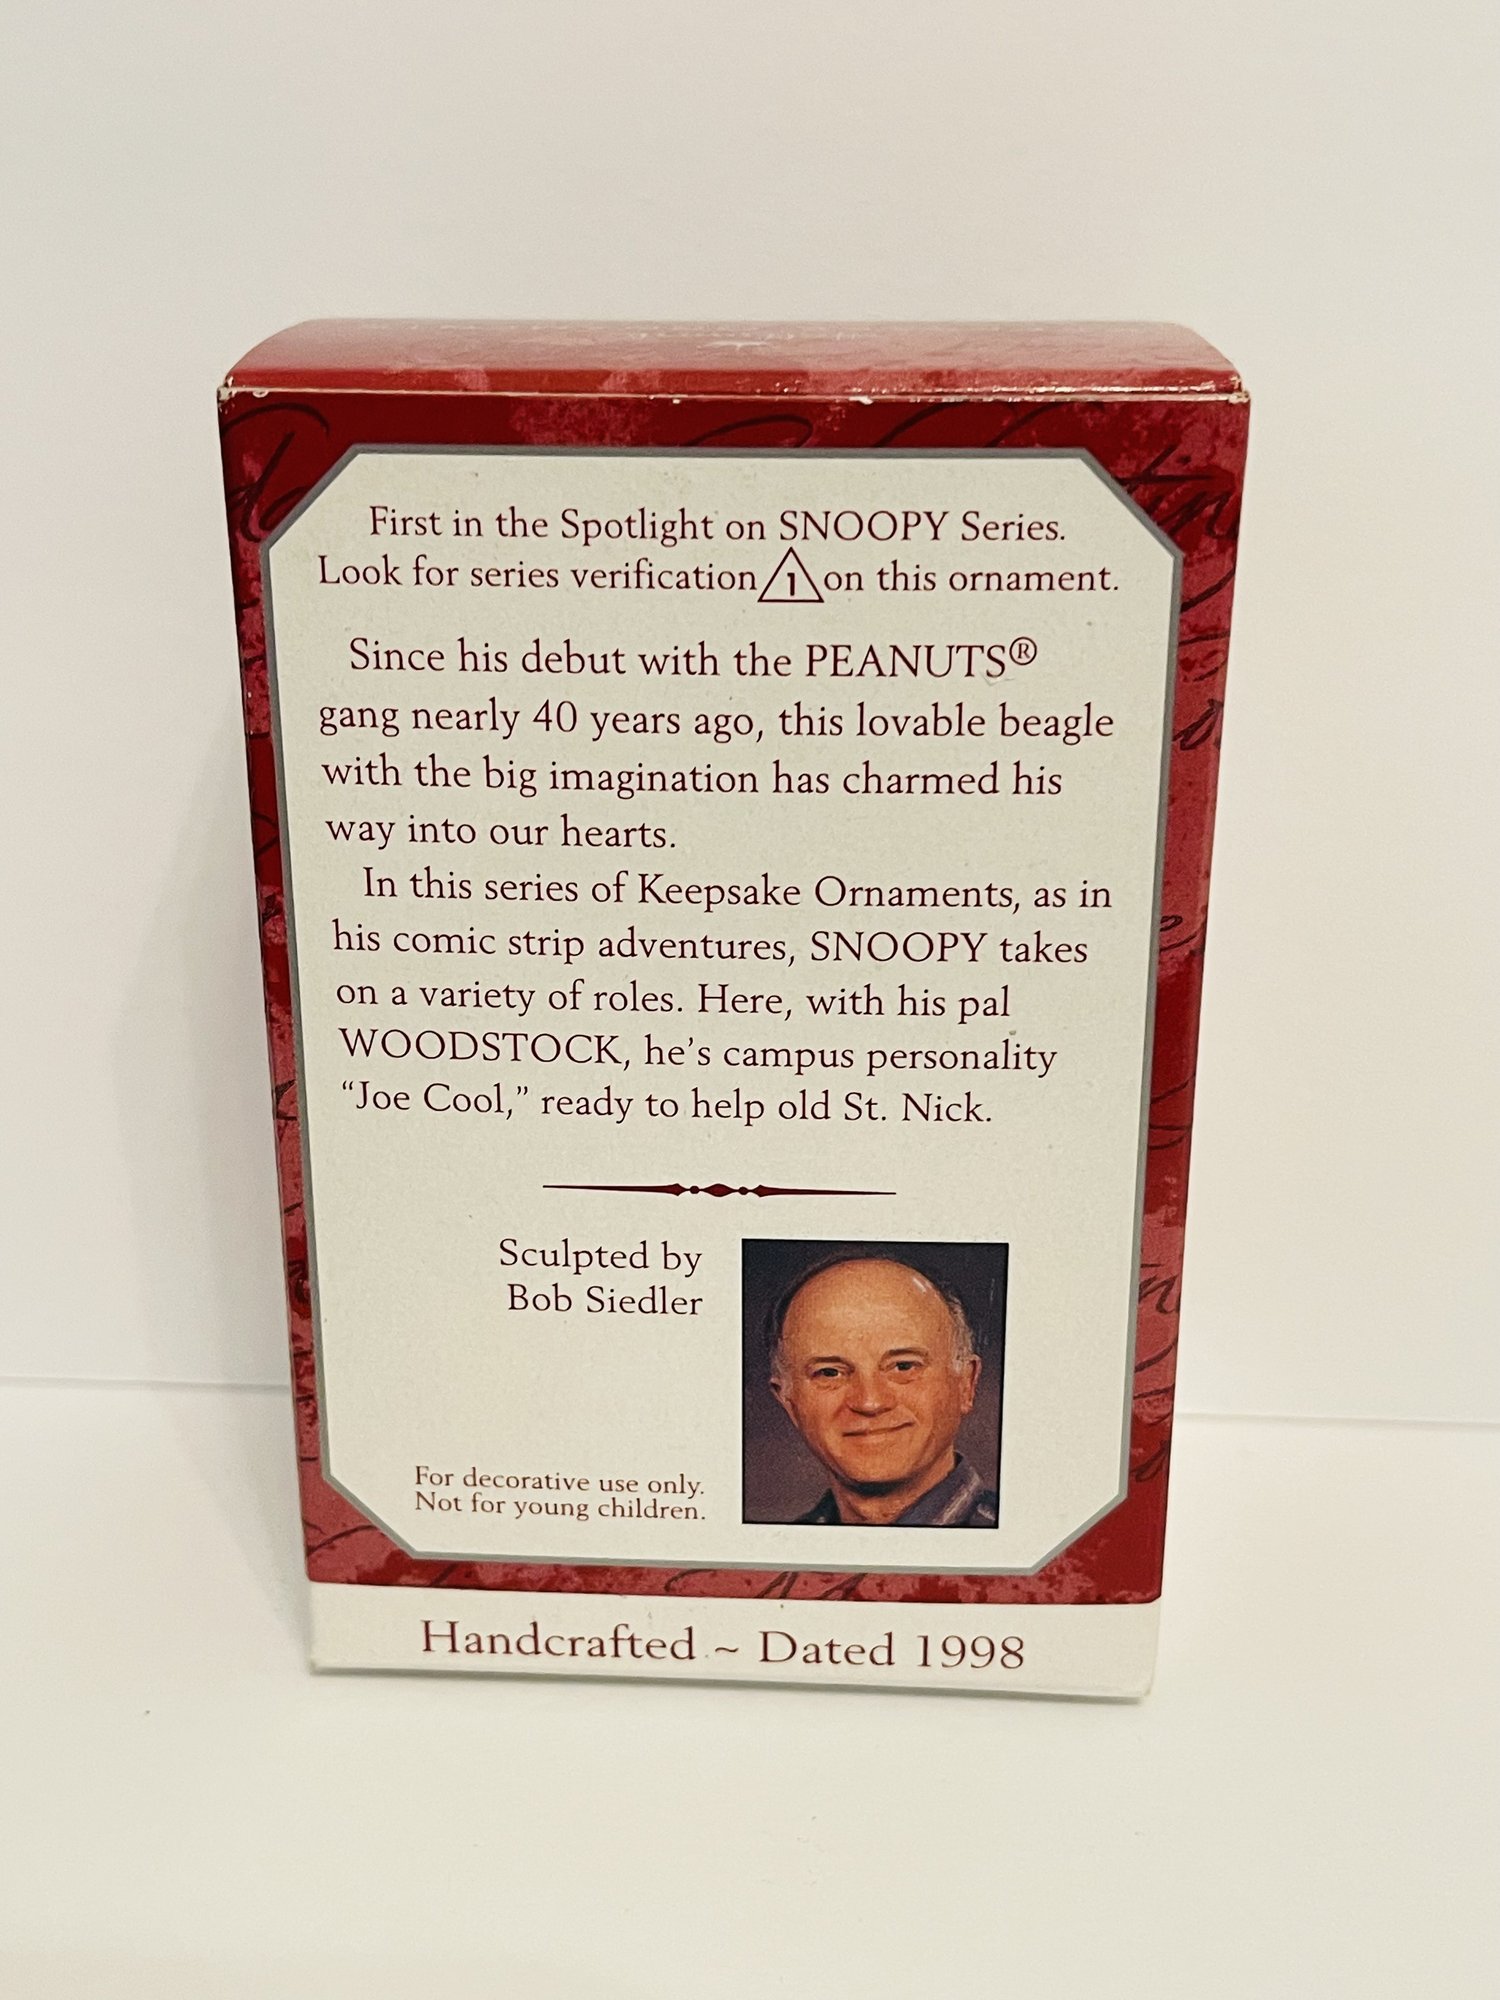 First in the Spotlight on SNOOPY Series.
Look for series verification 1 on this ornament.
Since his debut with the PEANUTS®
gang nearly 40 years ago, this lovable beagle
with the big imagination has charmed his
way into our hearts.
In this series of Keepsake Ornaments, as in
his comic strip adventures, SNOOPY takes
on a variety of roles. Here, with his pal
WOODSTOCK, he's campus personality
“Joe Cool,” ready to help old St. Nick.
Sculpted by
Bob Siedler
For decorative use only.
Not for young children.
Handcrafted ~ Dated 1998